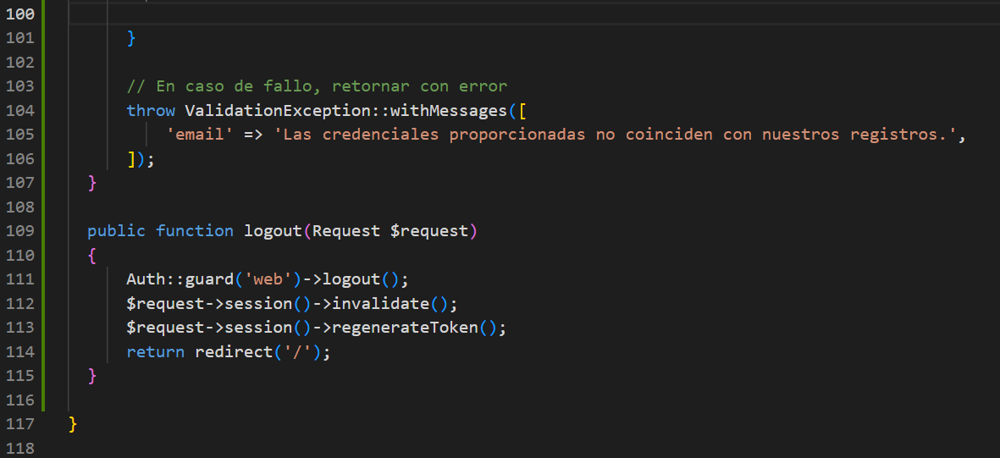 100
101 }
102
103 // En caso de fallo, retornar con error
104 throw ValidationException::withMessages([
105 'email' => 'Las credenciales proporcionadas no coinciden con nuestros registros.',
106 ]);
107 }
108
109 public function logout(Request $request)
110 {
111 Auth::guard('web')->logout();
112 $request->session()->invalidate();
113 $request->session()->regenerateToken();
114 return redirect('/');
115 }
116
117 }
118